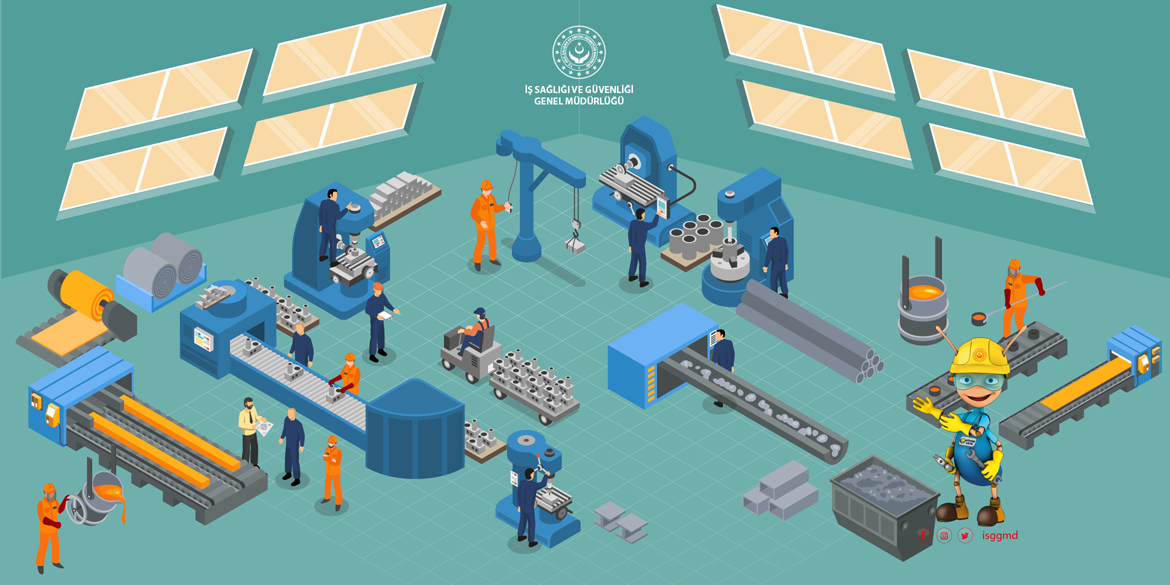 İŞ SAĞLIĞI VE GÜVENLİĞİ
GENEL MÜDÜRLÜĞÜ
isggmd